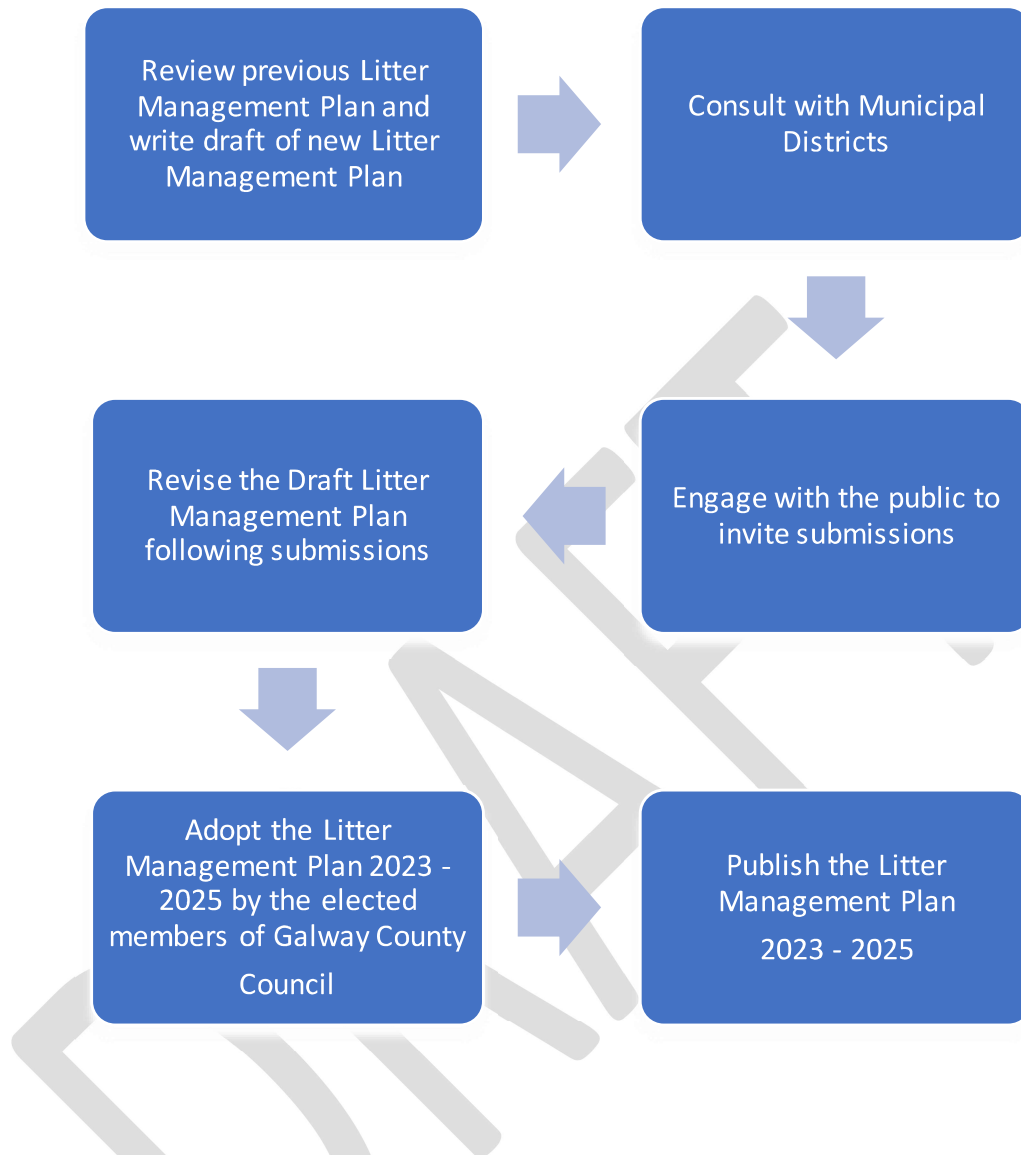 Review previous Litter
Management Plan and
write draft of new Litter
Management Plan
Consult with Municipal
Districts
Engage with the public to
invite submissions
Revise the Draft Litter
Management Plan
following submissions
Adopt the Litter
Management Plan 2023 -
2025 by the elected
members of Galway County
Council
Publish the Litter
Management Plan
2023 - 2025
DRAFT